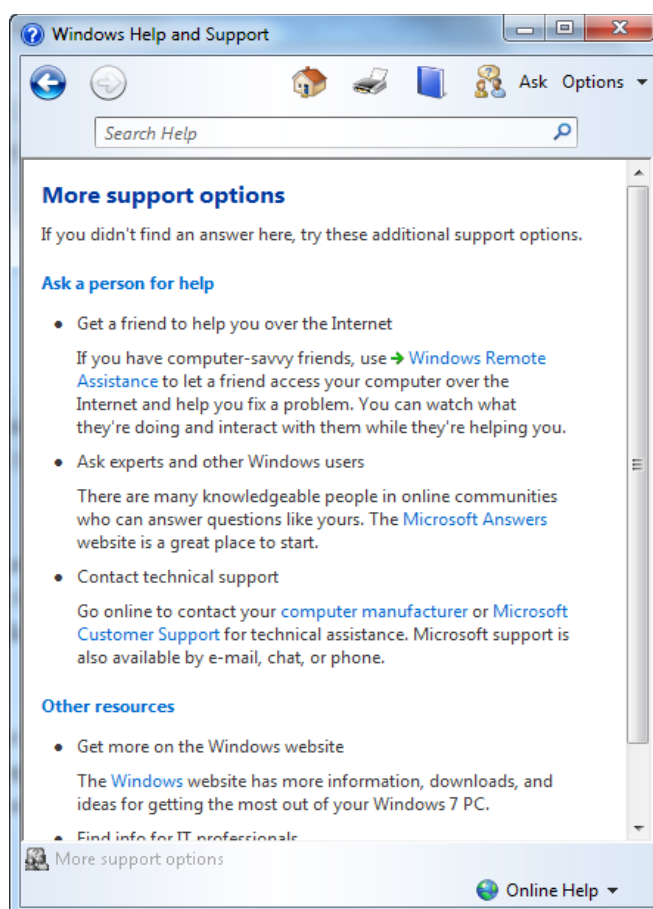 Windows Help and Support
Ask Options
Search Help
More support options
If you didn't find an answer here, try these additional support options.
Ask a person for help
• Get a friend to help you over the Internet
If you have computer-savvy friends, use → Windows Remote
Assistance to let a friend access your computer over the
Internet and help you fix a problem. You can watch what
they're doing and interact with them while they're helping you.
• Ask experts and other Windows users
There are many knowledgeable people in online communities
who can answer questions like yours. The Microsoft Answers
website is a great place to start.
• Contact technical support
Go online to contact your computer manufacturer or Microsoft
Customer Support for technical assistance. Microsoft support is
also available by e-mail, chat, or phone.
Other resources
• Get more on the Windows website
The Windows website has more information, downloads, and
ideas for getting the most out of your Windows 7 PC.
• Find info for IT professionals
More support options
Online Help